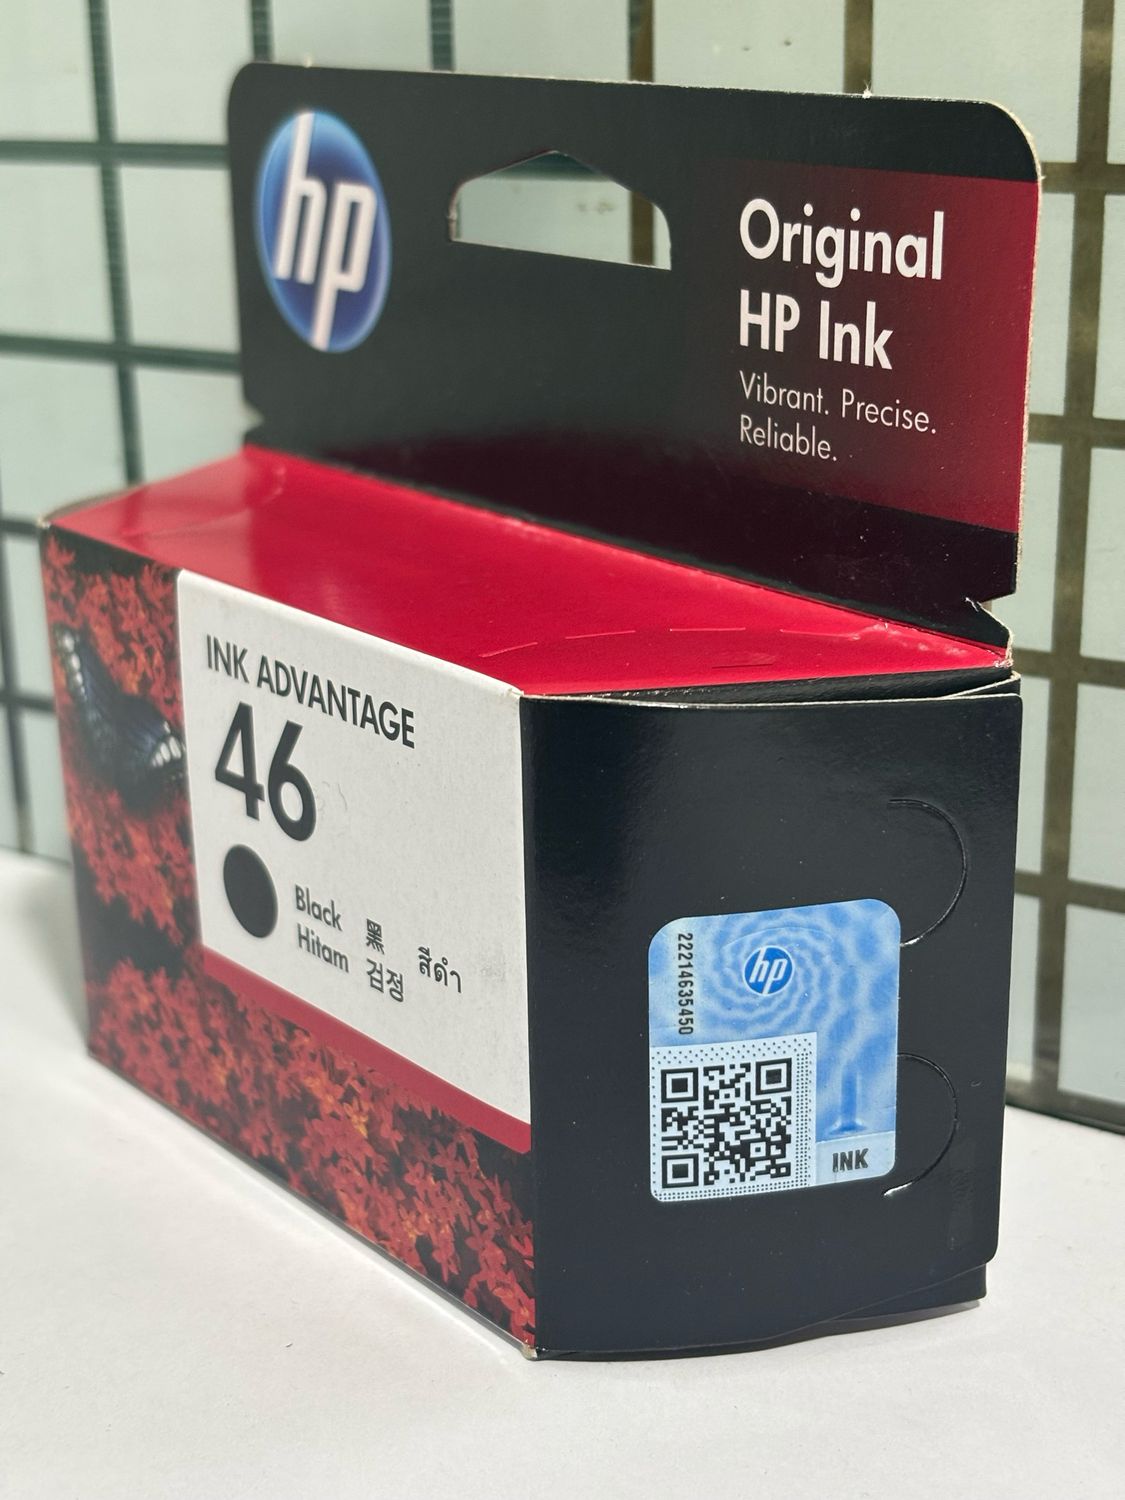 hp
Original
HP Ink
Vibrant. Precise.
Reliable.
INK ADVANTAGE
46
Black 黑 สีดำ
Hitam 검정
22214635450
hp
INK